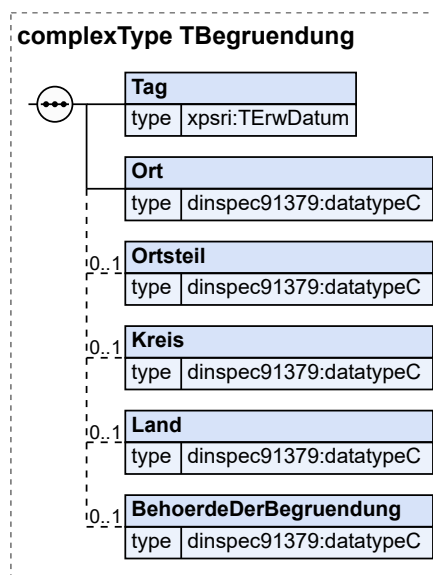 complexType TBegruendung
Tag
type xpsri:TErwDatum
Ort
type dinspec91379:datatypeC
0..1 Ortsteil
type dinspec91379:datatypeC
0..1 Kreis
type dinspec91379:datatypeC
0..1 Land
type dinspec91379:datatypeC
0..1 BehoerdeDerBegruendung
type dinspec91379:datatypeC